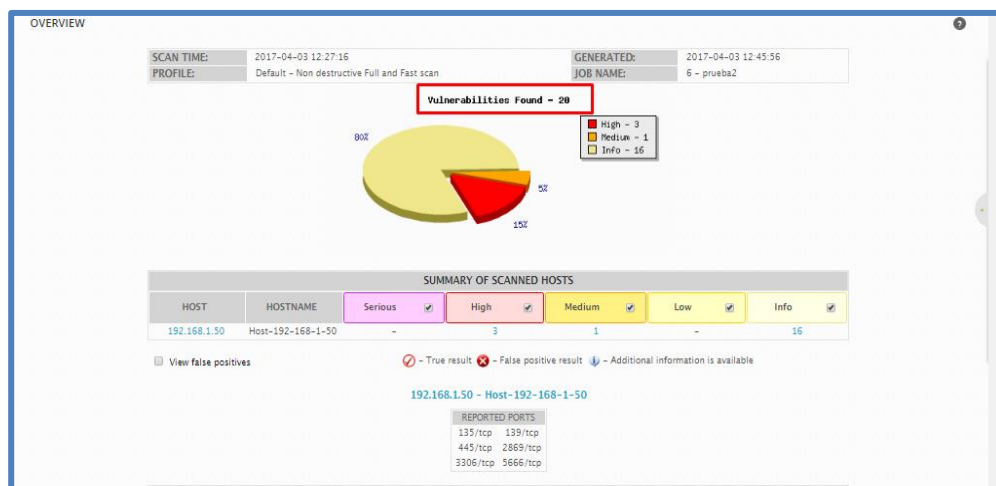 OVERVIEW
SCAN TIME: 2017-04-03 12:27:16 GENERATED: 2017-04-03 12:45:56
PROFILE: Default - Non destructive Full and Fast scan JOB NAME: 6 - prueba2
Vulnerabilities Found - 20
High - 3
Medium - 1
Info - 16
80%
5%
15%
SUMMARY OF SCANNED HOSTS
HOST HOSTNAME Serious High Medium Low Info
192.168.1.50 Host-192-168-1-50 - 3 1 - 16
View false positives - True result - False positive result - Additional information is available
192.168.1.50 - Host-192-168-1-50
REPORTED PORTS
135/tcp 139/tcp
445/tcp 2869/tcp
3306/tcp 5666/tcp